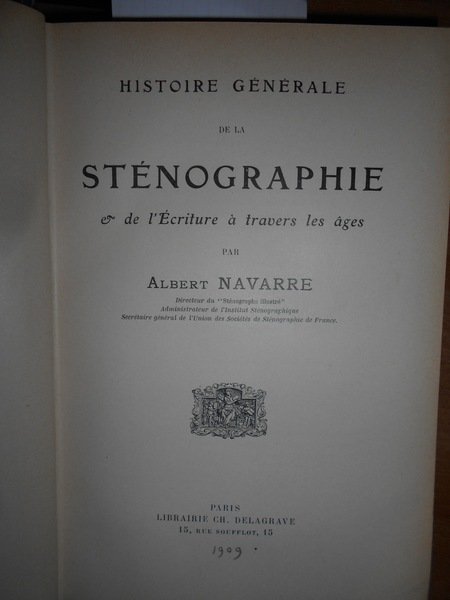 HISTOIRE GÉNÉRALE
DE LA
STÉNOGRAPHIE
& de l'Écriture à travers les âges
PAR
ALBERT NAVARRE
Directeur du "Sténographe illustré"
Administrateur de l'Institut Sténographique
Secrétaire général de l'Union des Sociétés de Sténographie de France.
PARIS
LIBRAIRIE CH. DELAGRAVE
15, RUE SOUFFLOT, 15
1909.